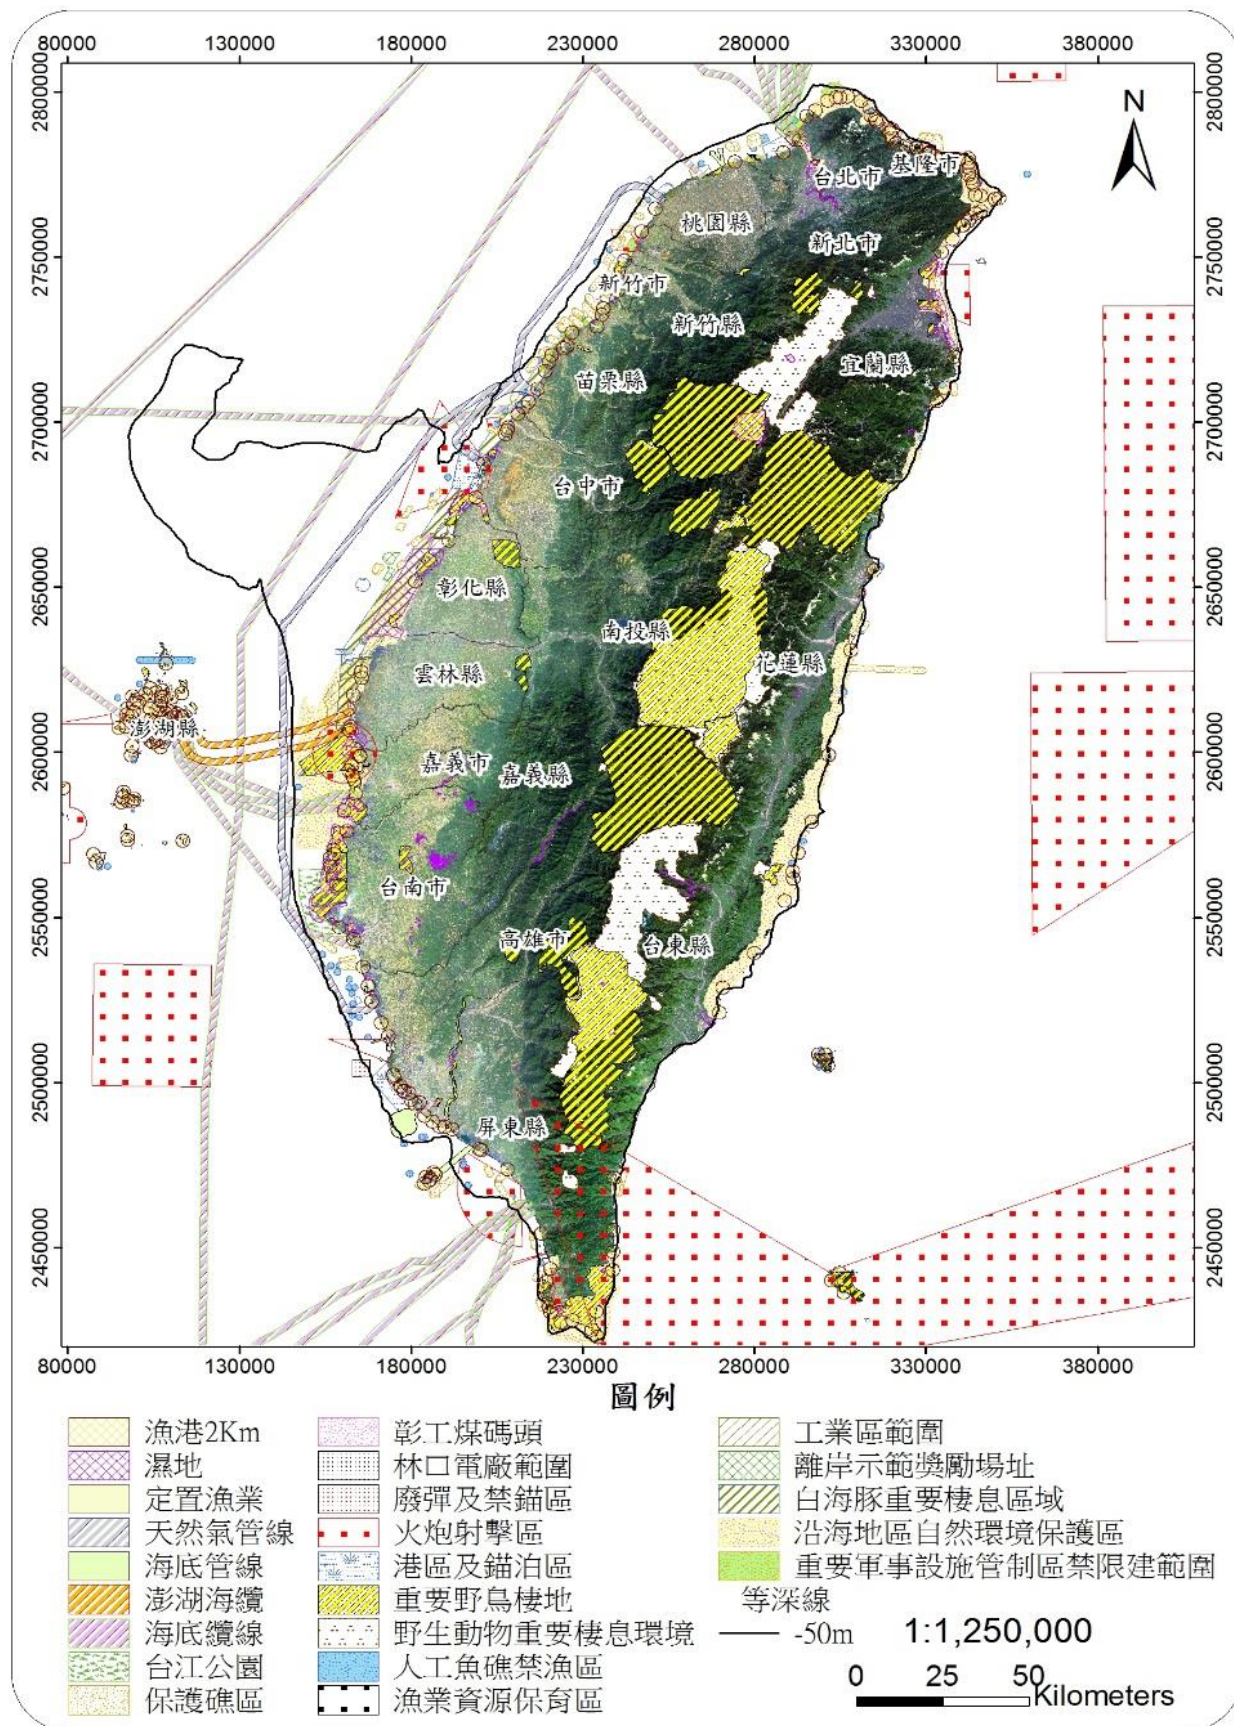 80000 130000 180000 230000 280000 330000 380000
2800000 2800000
N
基隆市
台北市
桃園縣
新北市
2750000 2750000
新竹市
新竹縣
宜蘭縣
苗栗縣
2700000 2700000
台中市
彰化縣
2650000 2650000
南投縣
花蓮縣
雲林縣
澎湖縣
2600000 2600000
嘉義市
嘉義縣
台南市
2550000 2550000
高雄市
台東縣
2500000 2500000
屏東縣
2450000 2450000
80000 130000 180000 230000 280000 330000 380000
圖例
漁港2Km
濕地
定置漁業
天然氣管線
海底管線
澎湖海纜
海底纜線
台江公園
保護礁區
彰工煤碼頭
林口電廠範圍
廢彈及禁錨區
火炮射擊區
港區及錨泊區
重要野鳥棲地
野生動物重要棲息環境
人工魚礁禁漁區
漁業資源保育區
工業區範圍
離岸示範獎勵場址
白海豚重要棲息區域
沿海地區自然環境保護區
重要軍事設施管制區禁限建範圍
等深線
-50m
1:1,250,000
0 25 50
Kilometers